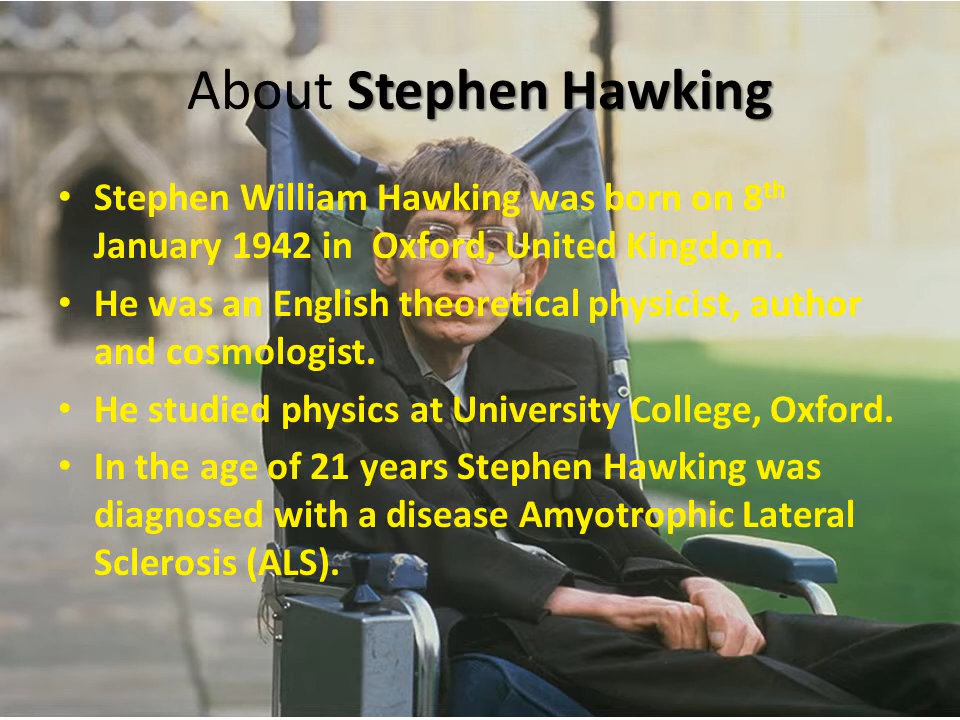 About Stephen Hawking
• Stephen William Hawking was born on 8th
January 1942 in  Oxford, United Kingdom.
• He was an English theoretical physicist, author
and cosmologist.
• He studied physics at University College, Oxford.
• In the age of 21 years Stephen Hawking was
diagnosed with a disease Amyotrophic Lateral
Sclerosis (ALS).